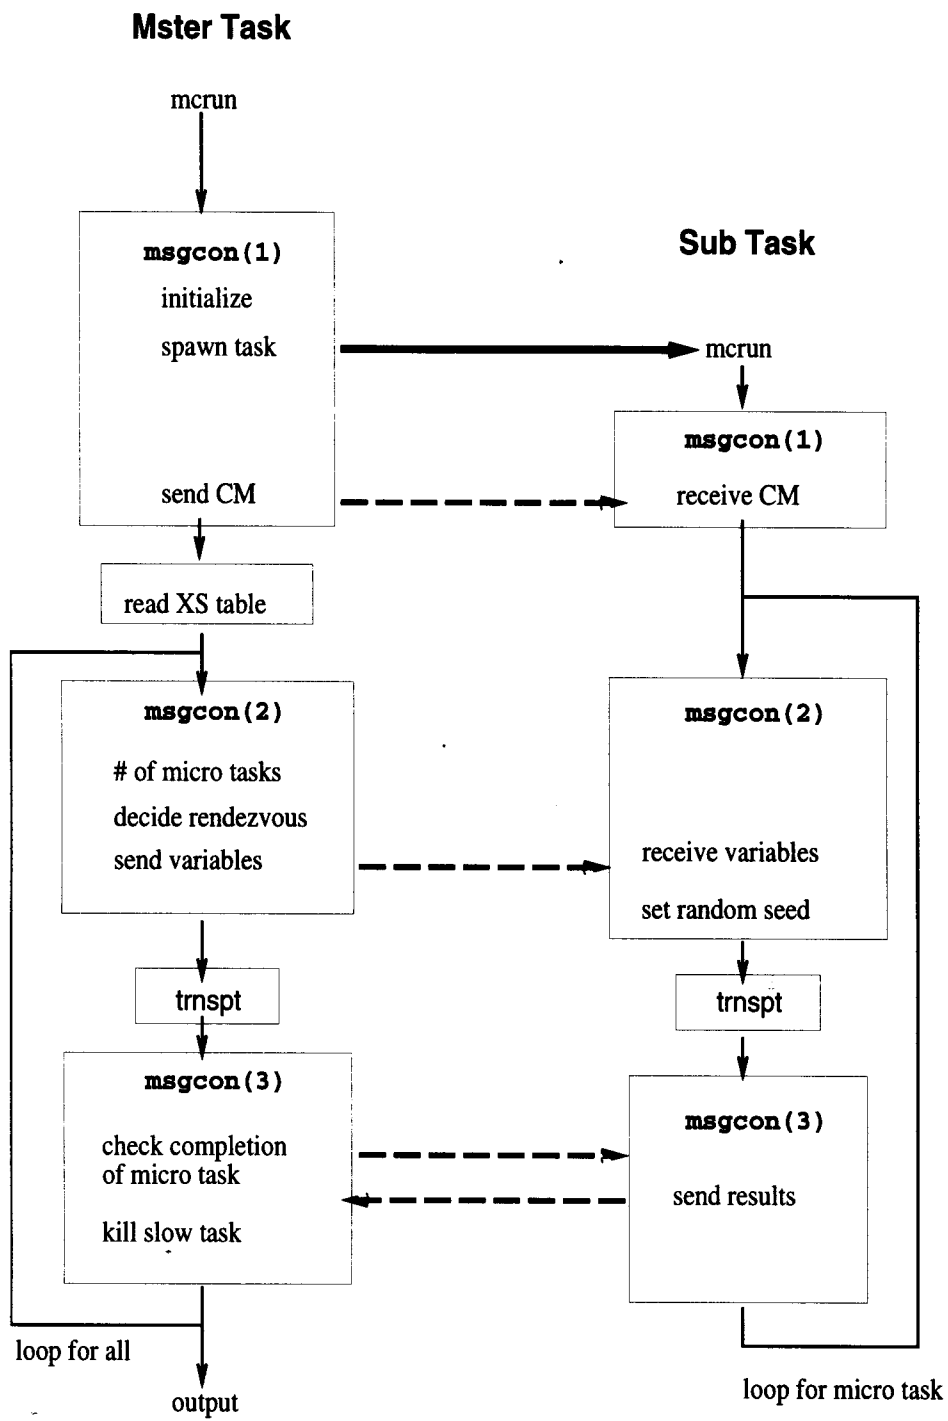 Mster Task
mcrun
msgcon(1)
initialize
spawn task
send CM
read XS table
msgcon(2)
# of micro tasks
decide rendezvous
send variables
trnspt
msgcon(3)
check completion
of micro task
kill slow task
loop for all
output
Sub Task
mcrun
msgcon(1)
receive CM
msgcon(2)
receive variables
set random seed
trnspt
msgcon(3)
send results
loop for micro task